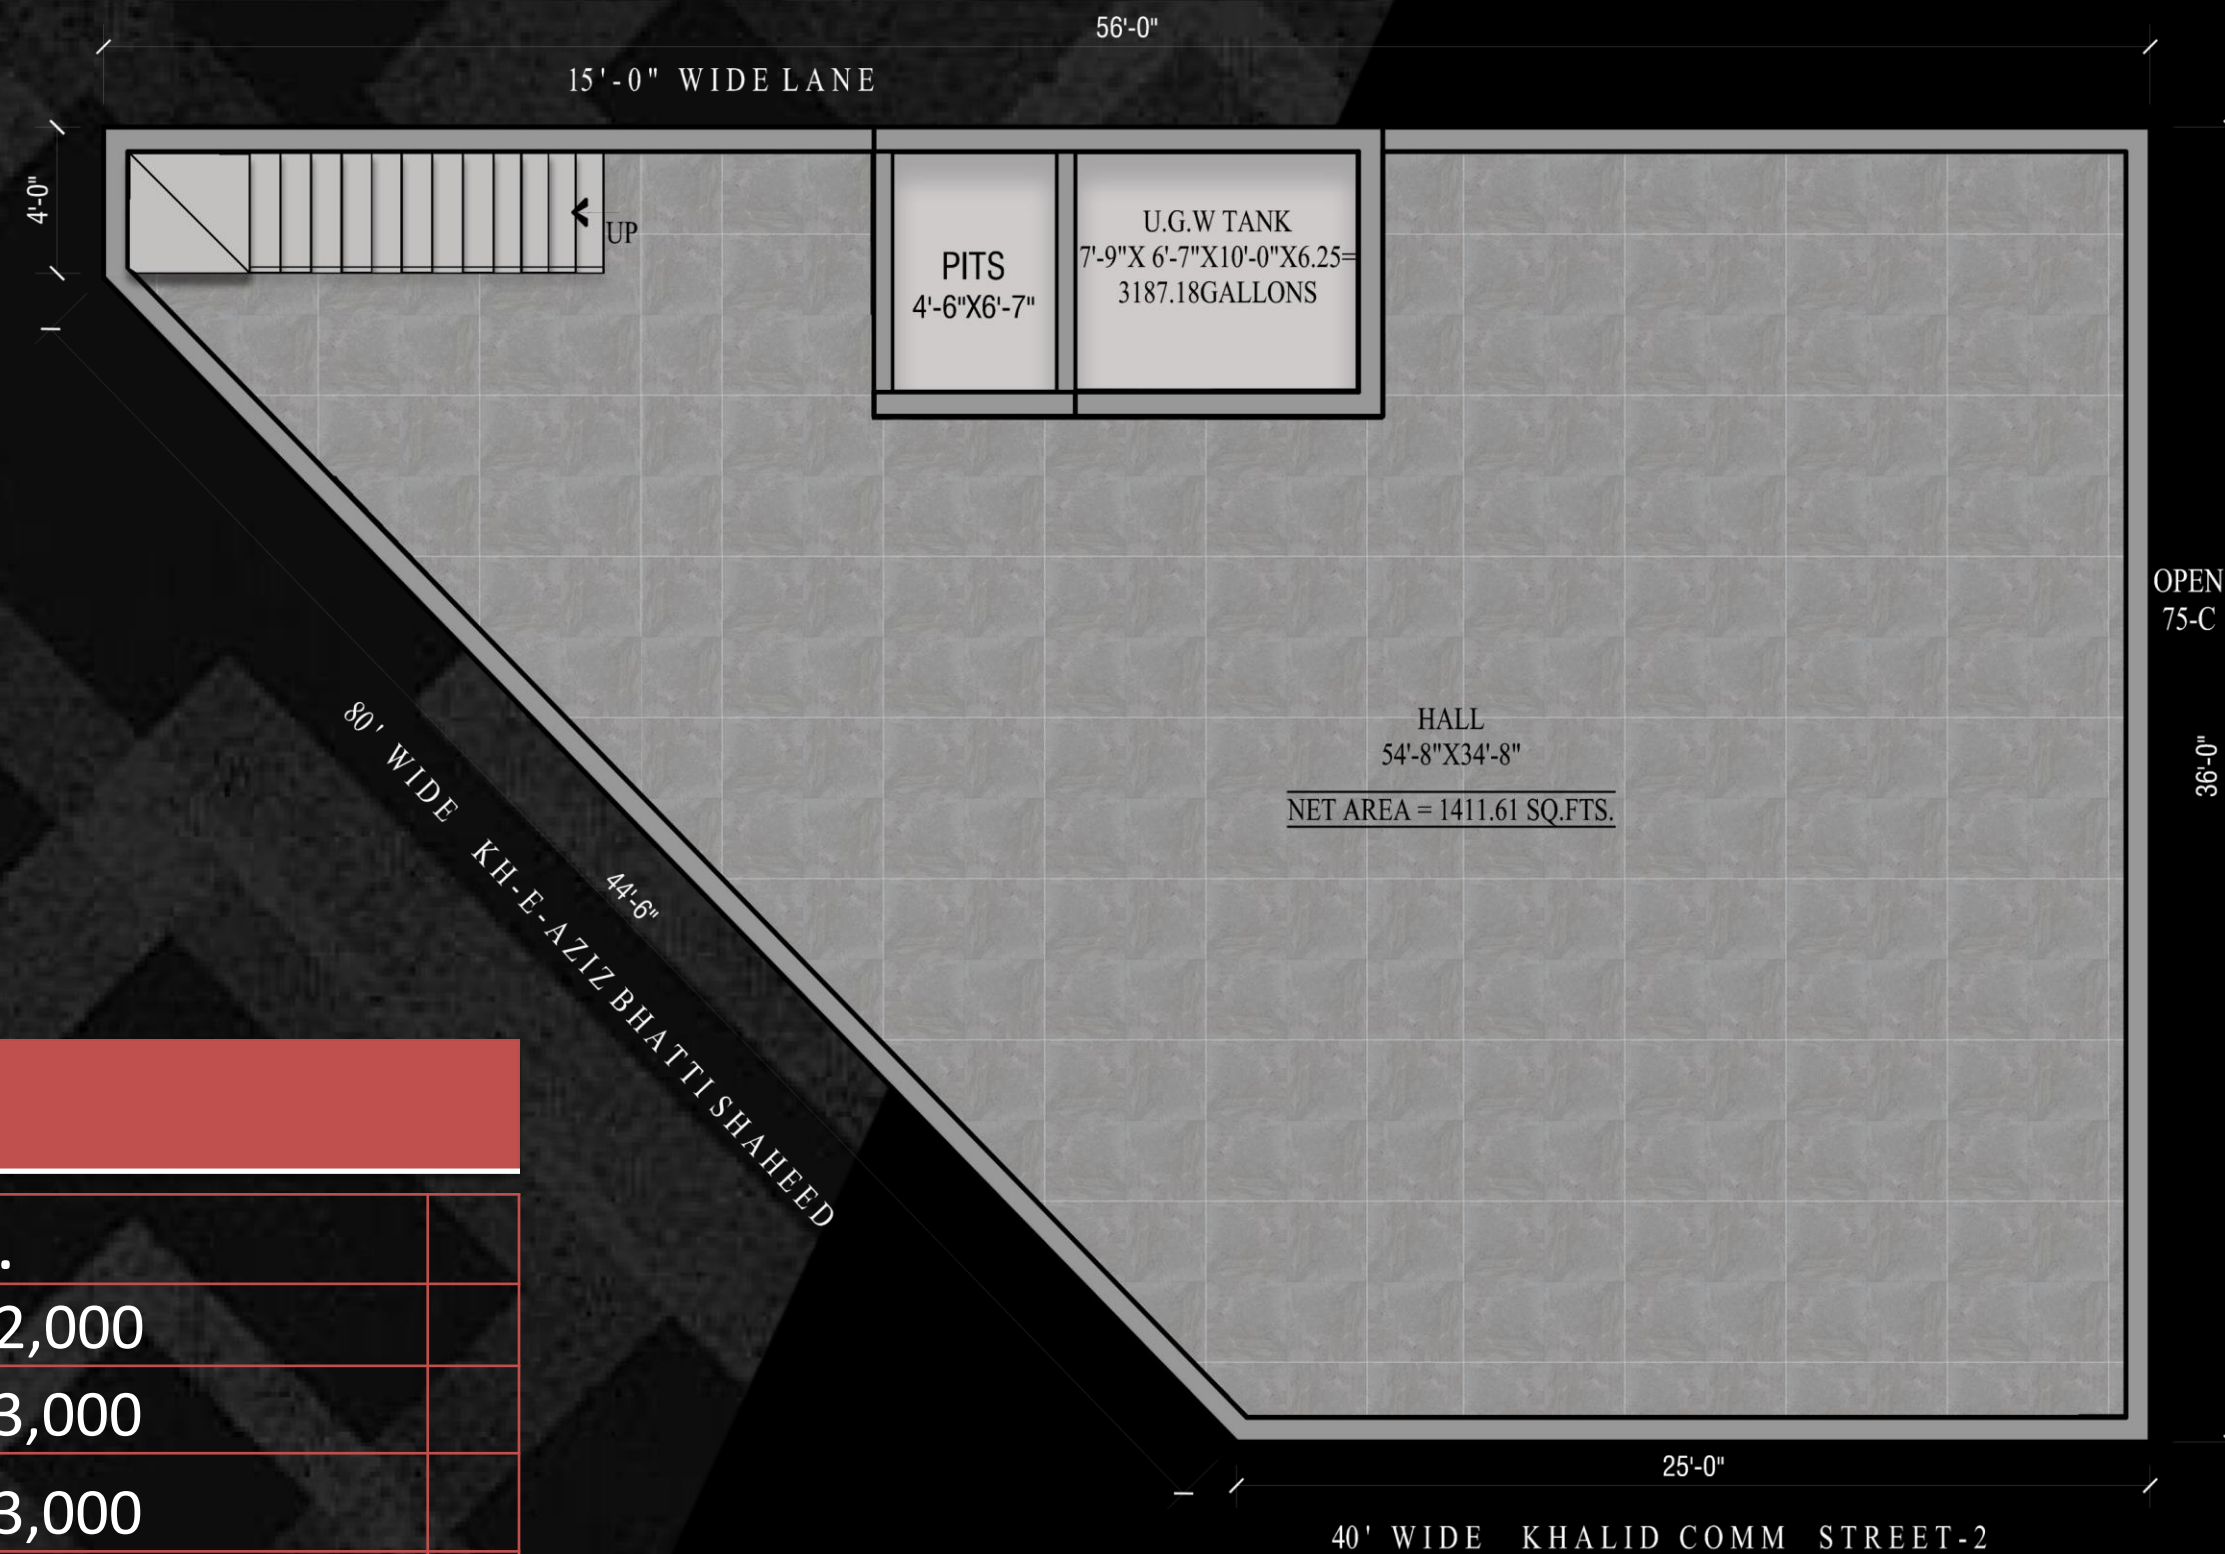 56'-0"
15'-0" WIDE LANE
4'-0"
UP
PITS
4'-6"X6'-7"
U.G.W TANK
7'-9"X 6'-7"X10'-0"X6.25=
3187.18GALLONS
OPEN
75-C
36'-0"
HALL
54'-8"X34'-8"
NET AREA = 1411.61 SQ.FTS.
80' WIDE KH-E-AZIZ BHATTI SHAHEED
44'-6"
.
2,000
3,000
3,000
25'-0"
40' WIDE KHALID COMM STREET-2